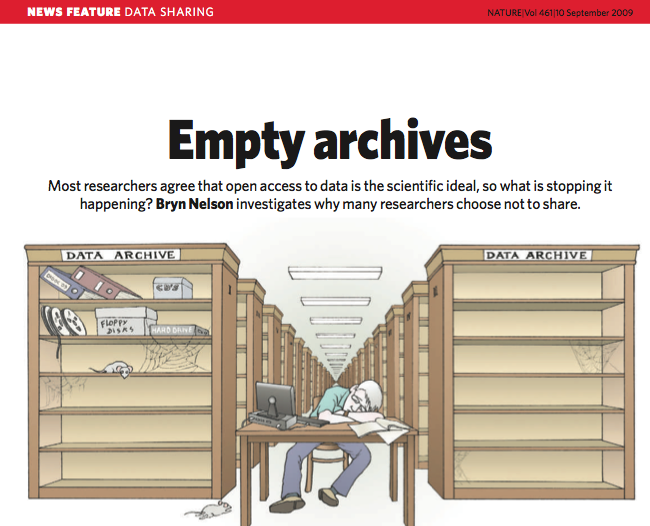 NEWS FEATURE DATA SHARING
NATURE|Vol 461|10 September 2009
Empty archives
Most researchers agree that open access to data is the scientific ideal, so what is stopping it
happening? Bryn Nelson investigates why many researchers choose not to share.
DATA ARCHIVE
DATA ARCHIVE
CD'S
FLOPPY
DISKS
HARD DRIVE